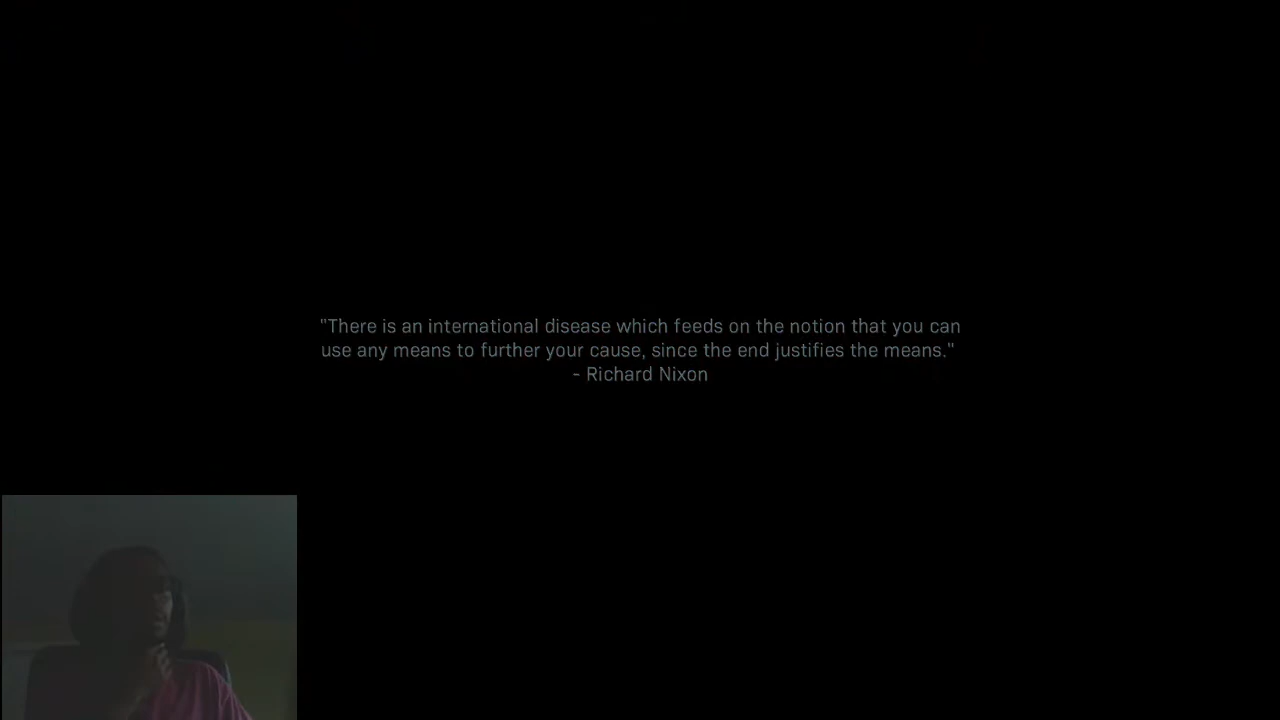 "There is an international disease which feeds on the notion that you can
use any means to further your cause, since the end justifies the means."
- Richard Nixon